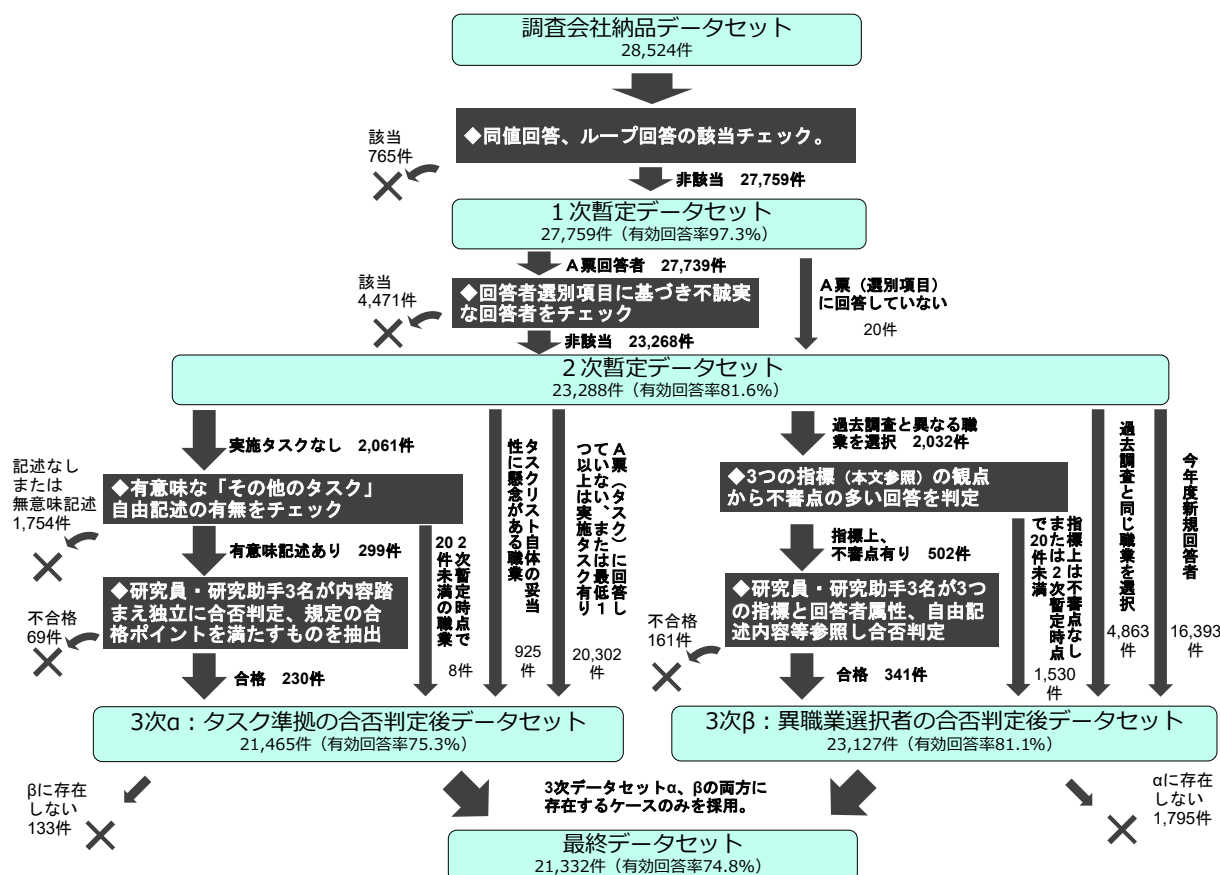 調査会社納品データセット
28,524件
◆同値回答、ループ回答の該当チェック。
該当
765件
非該当 27,759件
1次暫定データセット
27,759件（有効回答率97.3%）
A票回答者 27,739件
A票（選別項目）
に回答していない
20件
該当
4,471件
◆回答者選別項目に基づき不誠実
な回答者をチェック
非該当 23,268件
2次暫定データセット
23,288件（有効回答率81.6%）
実施タスクなし 2,061件
記述なし
または
無意味記述
1,754件
◆有意味な「その他のタスク」
自由記述の有無をチェック
有意味記述あり 299件
◆研究員・研究助手3名が内容踏
まえ独立に合否判定、規定の合
格ポイントを満たすものを抽出
不合格
69件
合格 230件
2次暫定時点で
20件未満の職業
8件
タスクリスト自体の妥当
性に懸念がある職業
925
件
A票（タスク）に回答し
ていない、または最低1
つ以上は実施タスク有り
20,302
件
過去調査と異なる職
業を選択 2,032件
◆3つの指標（本文参照）の観点
から不審点の多い回答を判定
指標上、
不審点有り 502件
◆研究員・研究助手3名が3つ
の指標と回答者属性、自由記
述内容等参照し合否判定
不合格
161件
合格 341件
指標上は不審点なし
または2次暫定時点
で20件未満
1,530
件
過去調査と同じ職業を選択
4,863
件
今年度新規回答者
16,393
件
3次α：タスク準拠の合否判定後データセット
21,465件（有効回答率75.3%）
3次β：異職業選択者の合否判定後データセット
23,127件（有効回答率81.1%）
βに存在
しない
133件
3次データセットα、βの両方に
存在するケースのみを採用。
αに存在
しない
1,795件
最終データセット
21,332件（有効回答率74.8%）